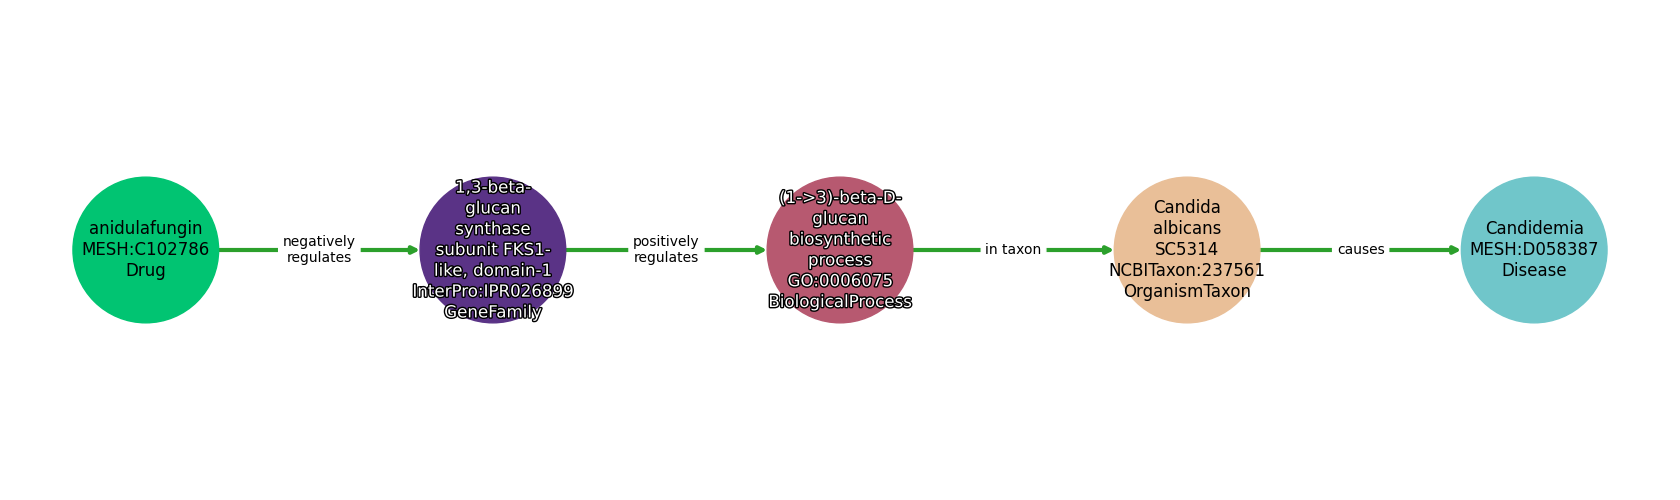 anidulafungin
MESH:C102786
Drug
negatively
regulates
1,3-beta-
glucan
synthase
subunit FKS1-
like, domain-1
InterPro:IPR026899
GeneFamily
positively
regulates
(1->3)-beta-D-
glucan
biosynthetic
process
GO:0006075
BiologicalProcess
in taxon
Candida
albicans
SC5314
NCBITaxon:237561
OrganismTaxon
causes
Candidemia
MESH:D058387
Disease